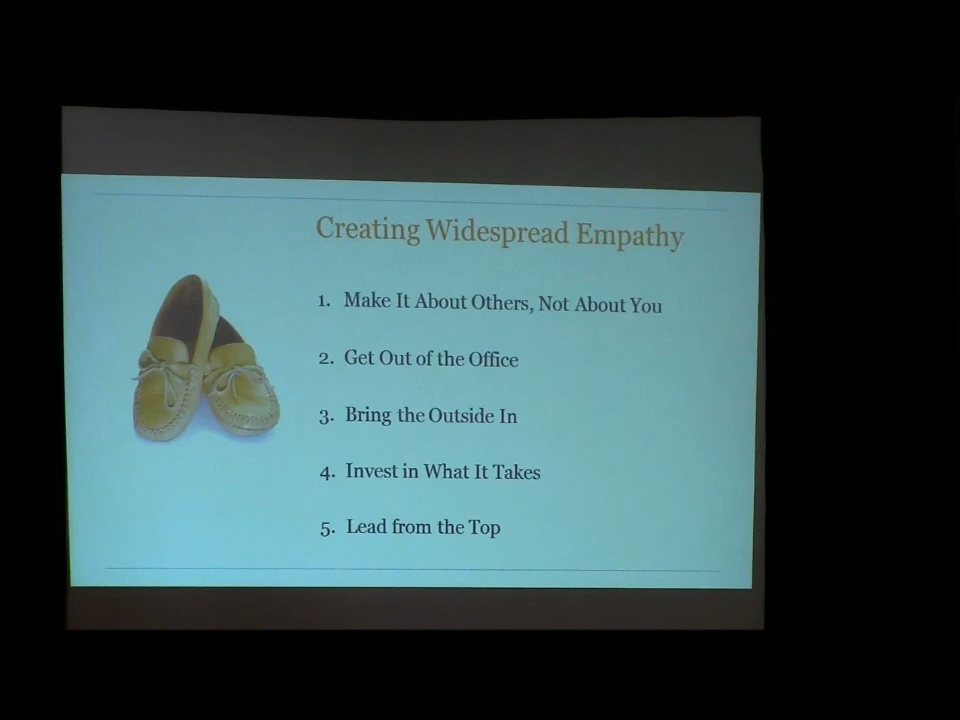 Creating Widespread Empathy
1. Make It About Others, Not About You
2. Get Out of the Office
3. Bring the Outside In
4. Invest in What It Takes
5. Lead from the Top